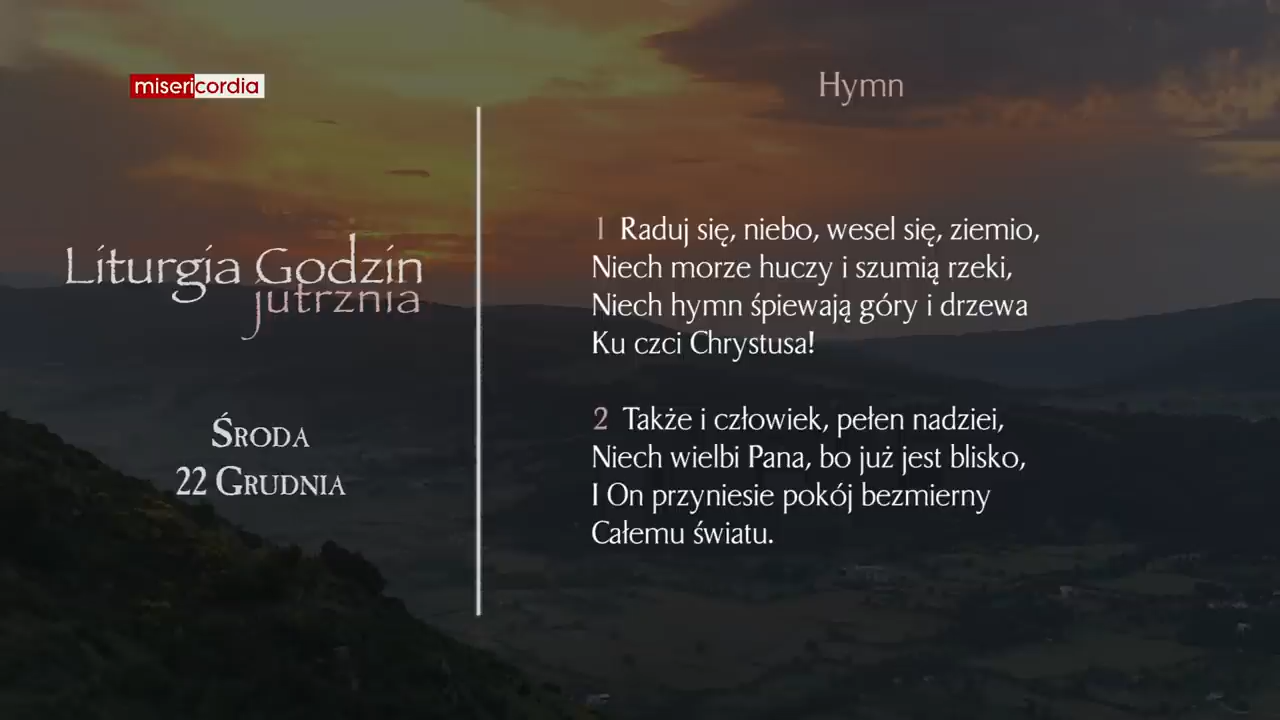 misericordia
Liturgia Godzin
jutrznia
Środa
22 Grudnia
Hymn
1 Raduj się, niebo, wesel się, ziemio,
Niech morze huczy i szumią rzeki,
Niech hymn śpiewają góry i drzewa
Ku czci Chrystusa!
2 Także i człowiek, pełen nadziei,
Niech wielbi Pana, bo już jest blisko,
I On przyniesie pokój bezmierny
Całemu światu.